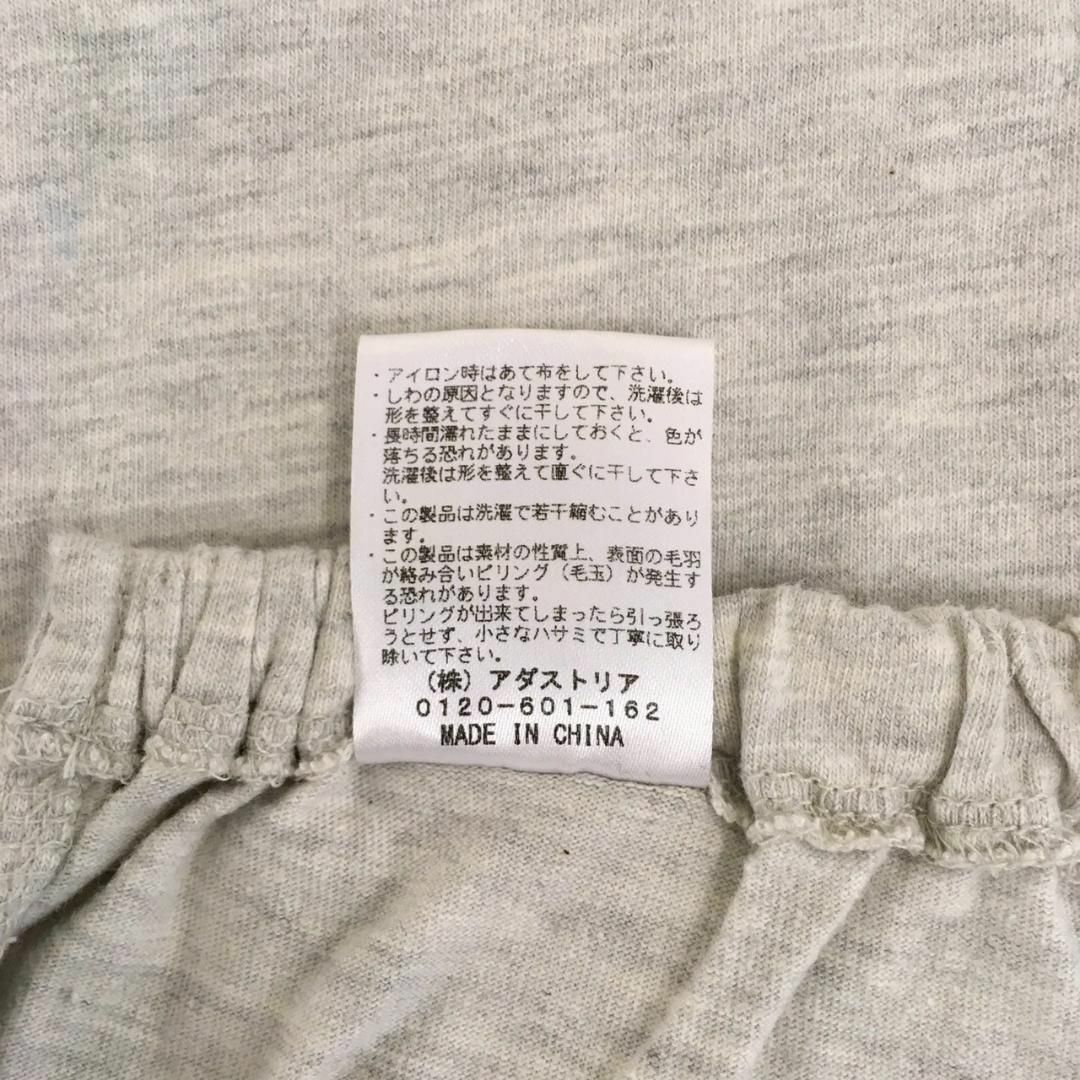 ・アイロン時はあて布をして下さい。
・しわの原因となりますので、洗濯後は
形を整えてすぐに干して下さい。
・長時間濡れたままにしておくと、色が
落ちる恐れがあります。
洗濯後は形を整えて直ぐに干して下さ
い。
・この製品は洗濯で若干縮むことがあり
ます。
・この製品は素材の性質上、表面の毛羽
が絡み合いピリング（毛玉）が発生す
る恐れがあります。
ピリングが出来てしまったら引っ張ろ
うとせず、小さなハサミで丁寧に取り
除いて下さい。
（株）アダストリア
0120-601-162
MADE IN CHINA